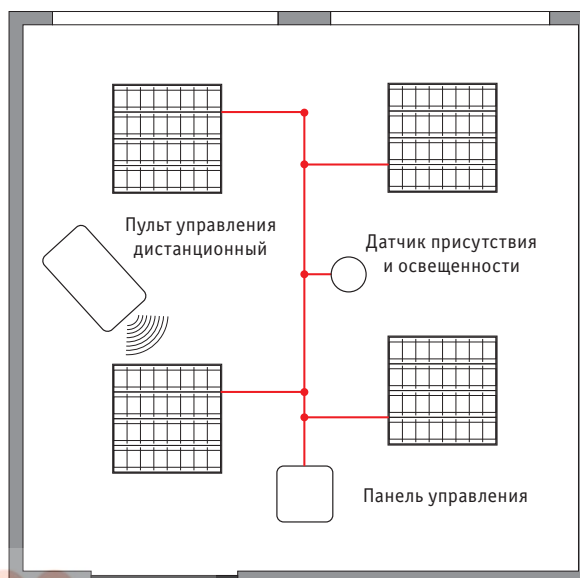 Пульт управления
дистанционный
Датчик присутствия
и освещенности
Панель управления